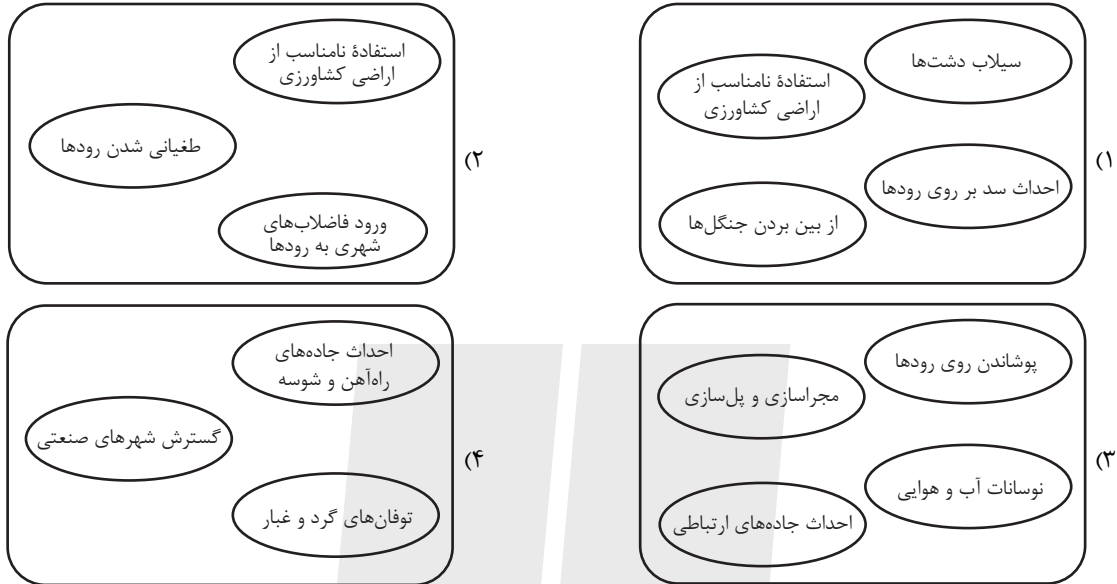 ۱)
سیلاب دشت‌ها
استفادهٔ نامناسب از
اراضی کشاورزی
احداث سد بر روی رودها
از بین بردن جنگل‌ها
۲)
استفادهٔ نامناسب از
اراضی کشاورزی
طغیانی شدن رودها
ورود فاضلاب‌های
شهری به رودها
۳)
پوشاندن روی رودها
مجراسازی و پل‌سازی
نوسانات آب و هوایی
احداث جاده‌های ارتباطی
۴)
احداث جاده‌های
راه‌آهن و شوسه
گسترش شهرهای صنعتی
توفان‌های گرد و غبار